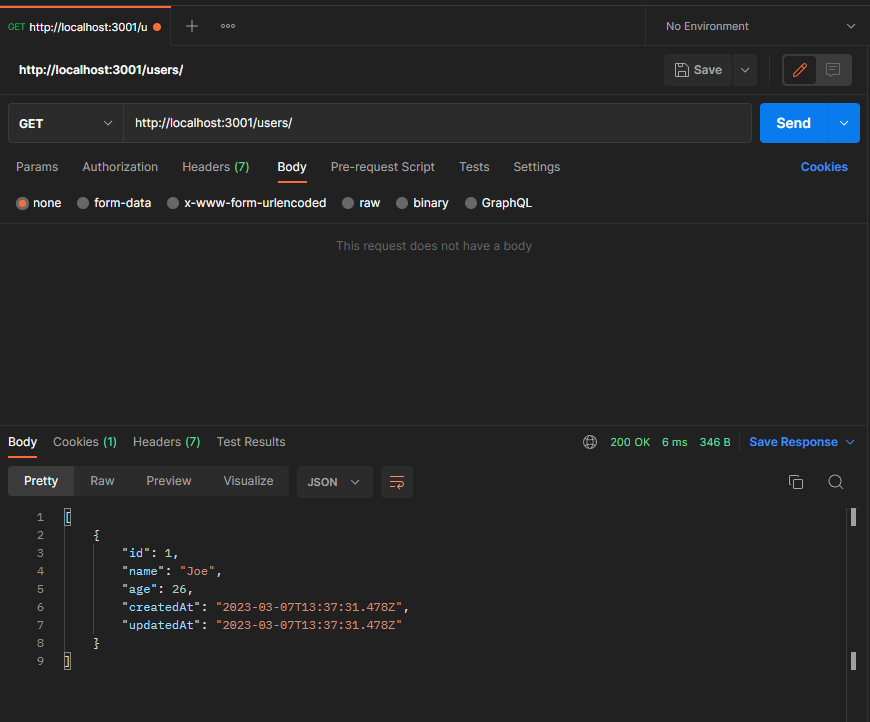 GET http://localhost:3001/u
No Environment
http://localhost:3001/users/
Save
GET http://localhost:3001/users/ Send
Params Authorization Headers (7) Body Pre-request Script Tests Settings Cookies
none form-data x-www-form-urlencoded raw binary GraphQL
This request does not have a body
Body Cookies (1) Headers (7) Test Results 200 OK 6 ms 346 B Save Response
Pretty Raw Preview Visualize JSON
1 [
2 {
3 "id": 1,
4 "name": "Joe",
5 "age": 26,
6 "createdAt": "2023-03-07T13:37:31.478Z",
7 "updatedAt": "2023-03-07T13:37:31.478Z"
8 }
9 ]